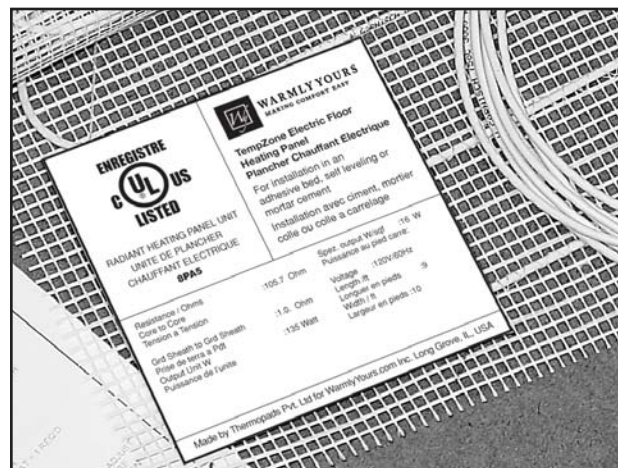 ENREGISTRE
C UL US
LISTED
RADIANT HEATING PANEL UNIT
UNITE DE PLANCHER
CHAUFFANT ELECTRIQUE
8PA5
WARMLY YOURS
MAKING COMFORT EASY
TempZone Electric Floor
Heating Panel
Plancher Chauffant Electrique
For installation in an
adhesive bed, self leveling or
mortar cement
Installation avec ciment, mortier
colle ou colle a carrelage
Resistance / Ohms
Core to Core :105.7 Ohm
Tension a Tension
Grd Sheath to Grd Sheath :1.0. Ohm
Prise de terra a Pdt
Output Unit W :135 Watt
Puissance de l'unite
Spez. output W/sqf :16 W
Puissance au pied carre:
Voltage :120V/60Hz
Length /ft :9
Longuer en pieds
Width / ft :10
Largeur en pieds
Made by Thermopads Pvt. Ltd for WarmlyYours.com Inc. Long Grove, IL, USA